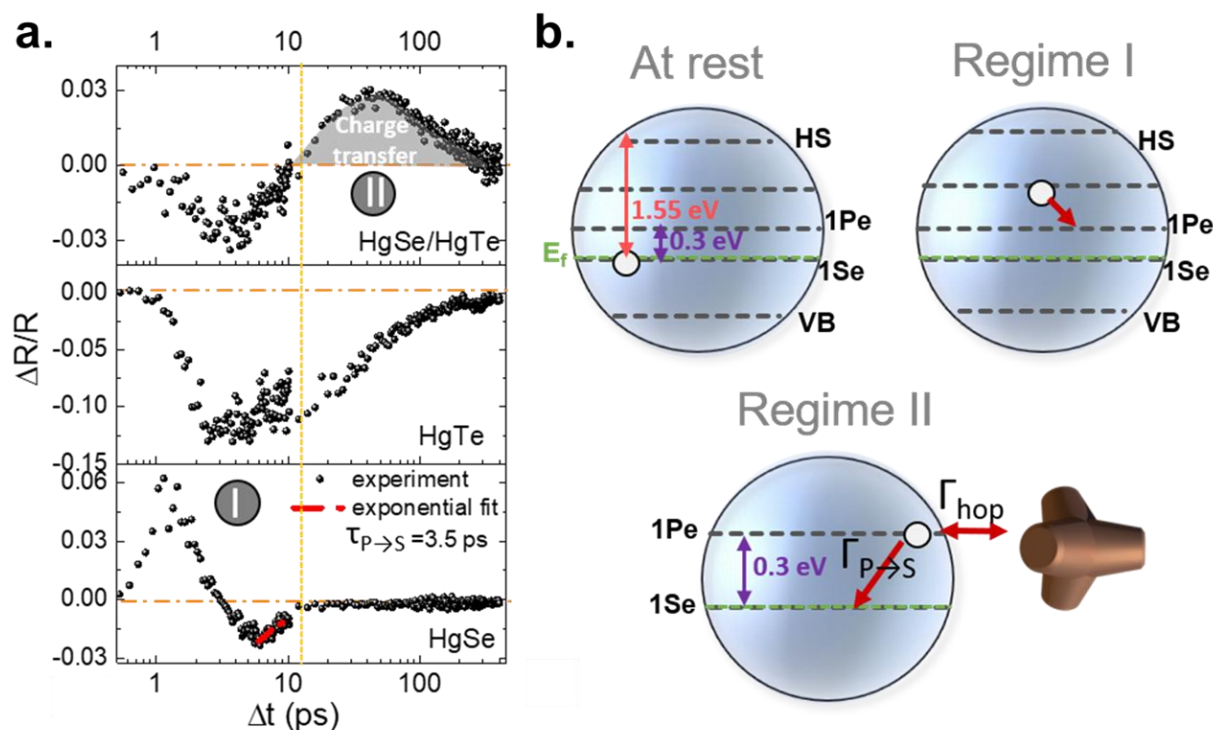 a.
1 10 100
0.03
0.00
-0.03
Charge
transfer
II
HgSe/HgTe
0.00
-0.05
-0.10
-0.15
HgTe
0.06
0.03
0.00
-0.03
I
experiment
exponential fit
τP→S =3.5 ps
HgSe
1 10 100
Δt (ps)
ΔR/R
b.
At rest
HS
1.55 eV
1Pe
0.3 eV
Ef
1Se
VB
Regime I
HS
1Pe
1Se
VB
Regime II
1Pe
Γhop
0.3 eV
ΓP→S
1Se